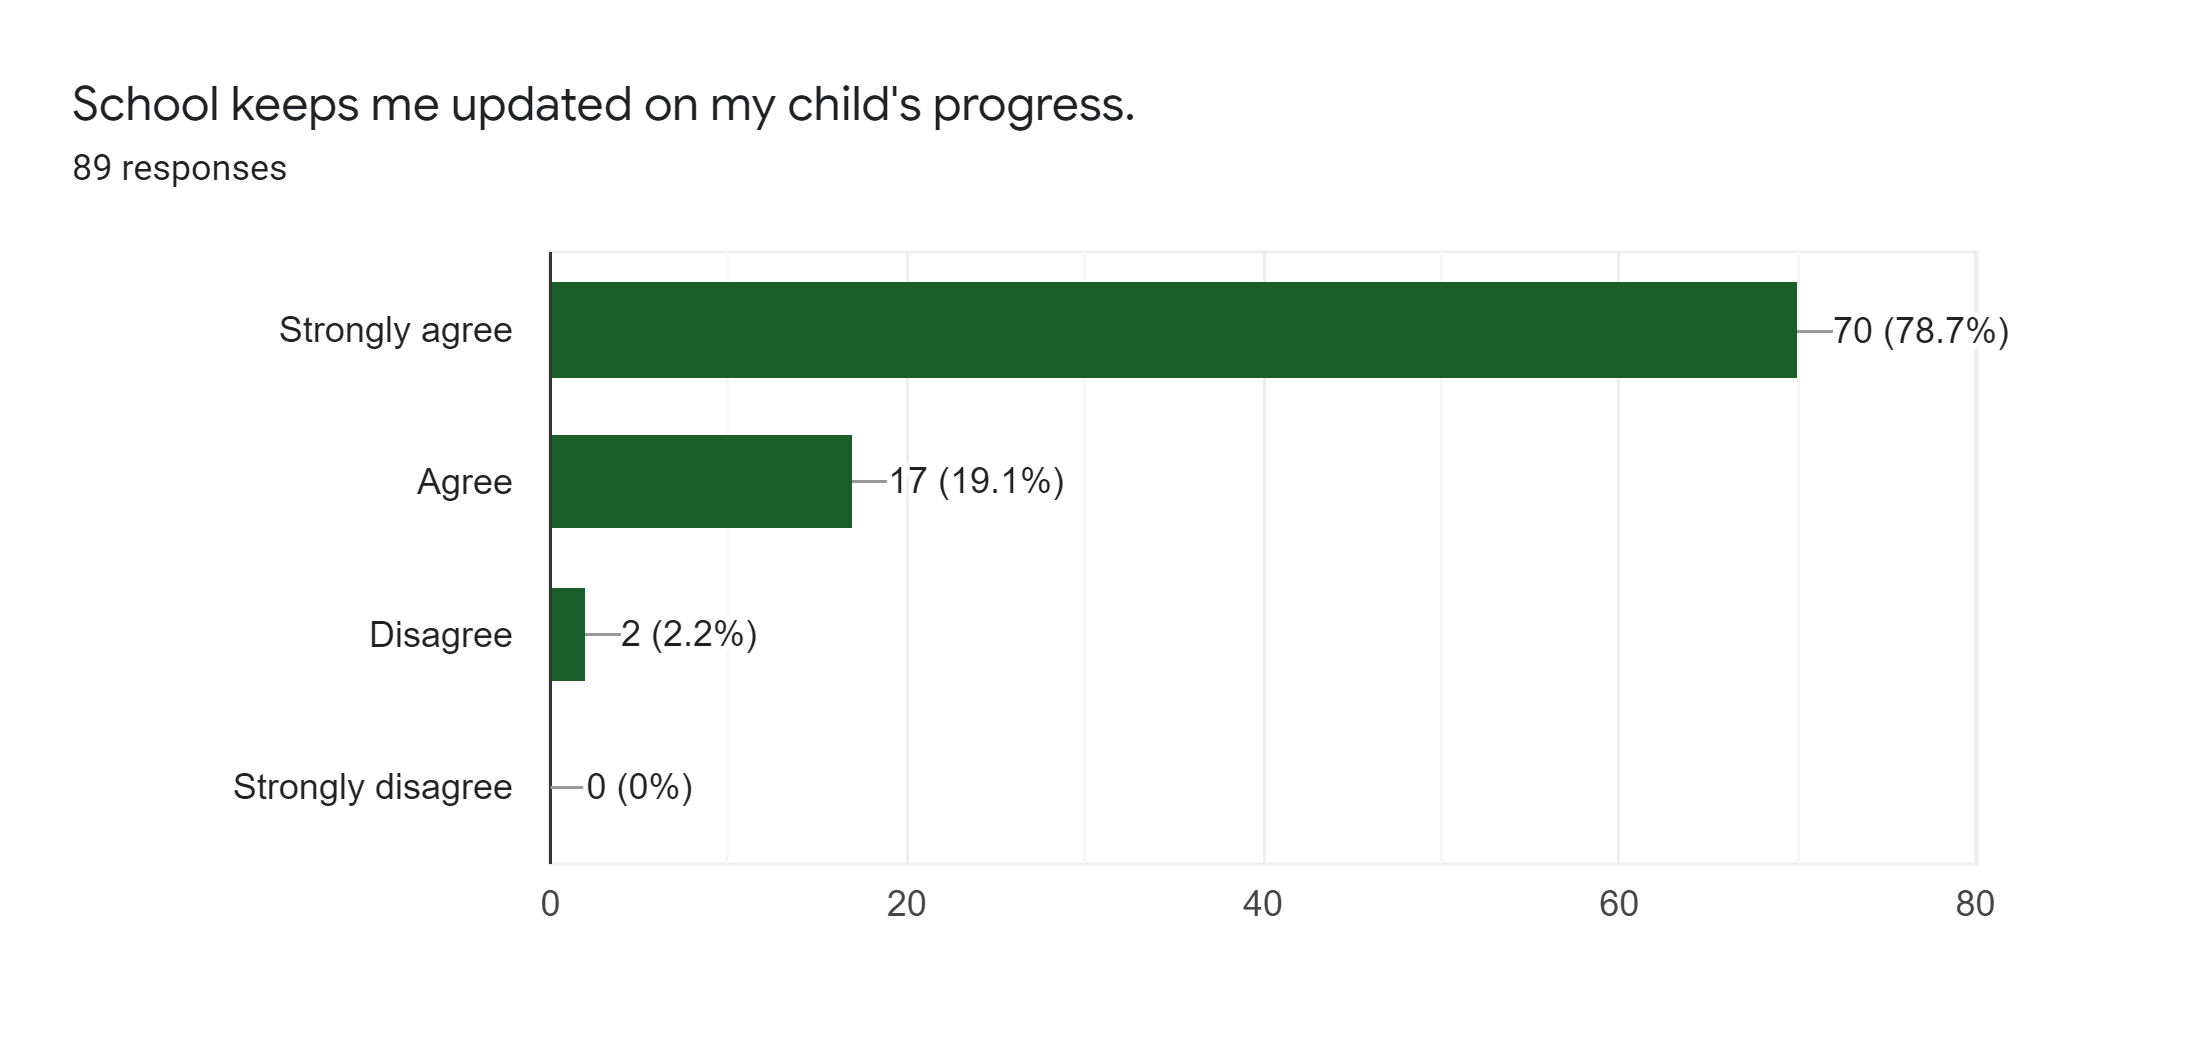 School keeps me updated on my child's progress.
89 responses
Strongly agree
70 (78.7%)
Agree
17 (19.1%)
Disagree
2 (2.2%)
Strongly disagree
0 (0%)
0 20 40 60 80